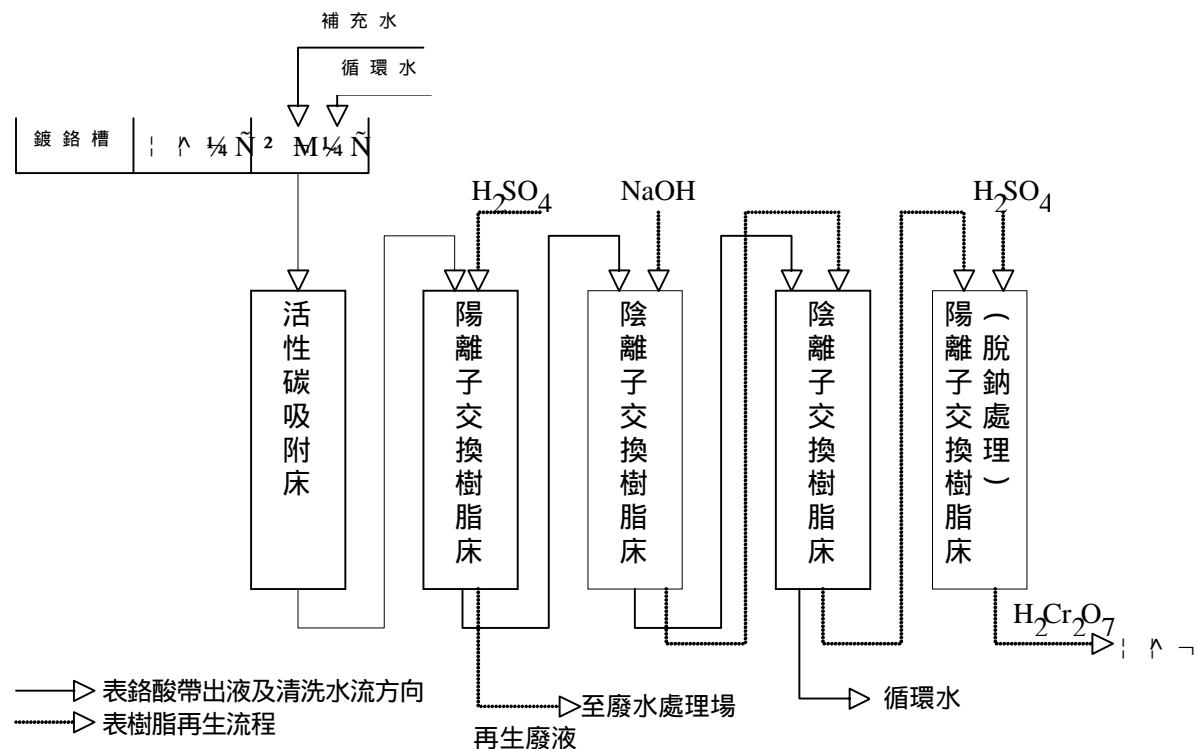 補充水
循環水
鍍鉻槽
H2SO4
NaOH
H2SO4
活性碳吸附床
陽離子交換樹脂床
陰離子交換樹脂床
陰離子交換樹脂床
陽離子交換樹脂床
(脫鈉處理)
H2Cr2O7
表鉻酸帶出液及清洗水流方向
表樹脂再生流程
至廢水處理場
再生廢液
循環水